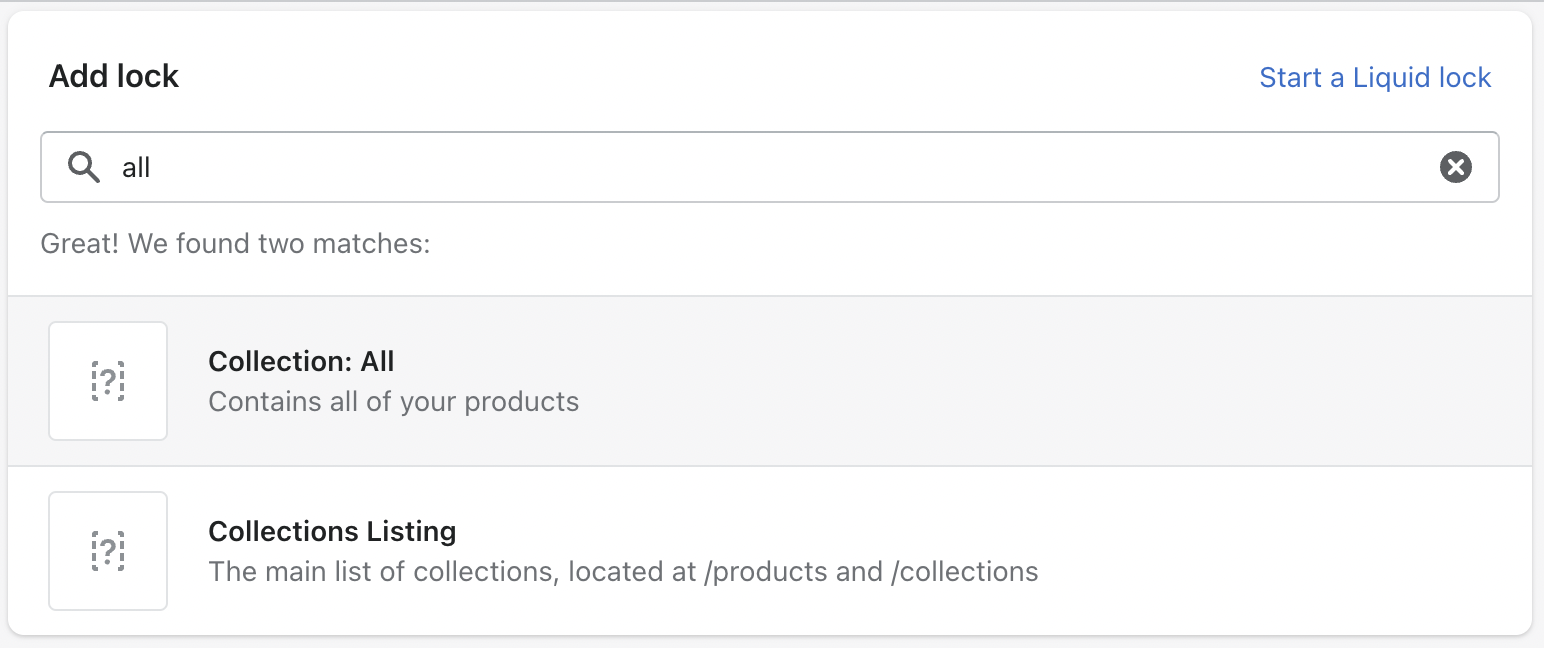 Add lock
Start a Liquid lock
all
Great! We found two matches:
[?]
Collection: All
Contains all of your products
[?]
Collections Listing
The main list of collections, located at /products and /collections